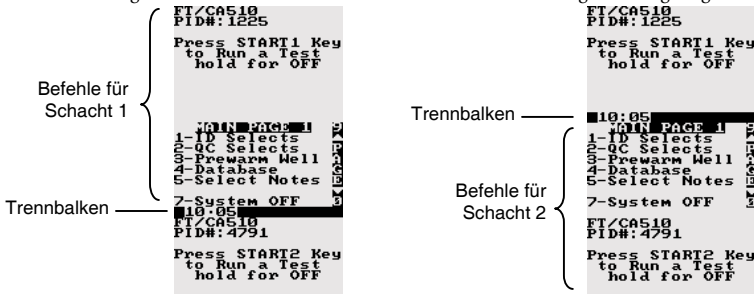 FT/CA510
PID#:1225
Press START1 Key
to Run a Test
hold for OFF
Befehle für
Schacht 1
MAIN PAGE 1
1-ID Selects
2-QC Selects
3-Prewarm Well
4-Database
5-Select Notes
7-System OFF
Trennbalken
10:05
FT/CA510
PID#:4791
Press START2 Key
to Run a Test
hold for OFF
FT/CA510
PID#:1225
Press START1 Key
to Run a Test
hold for OFF
Trennbalken
10:05
MAIN PAGE 1
1-ID Selects
2-QC Selects
3-Prewarm Well
4-Database
5-Select Notes
7-System OFF
Befehle für
Schacht 2
FT/CA510
PID#:4791
Press START2 Key
to Run a Test
hold for OFF